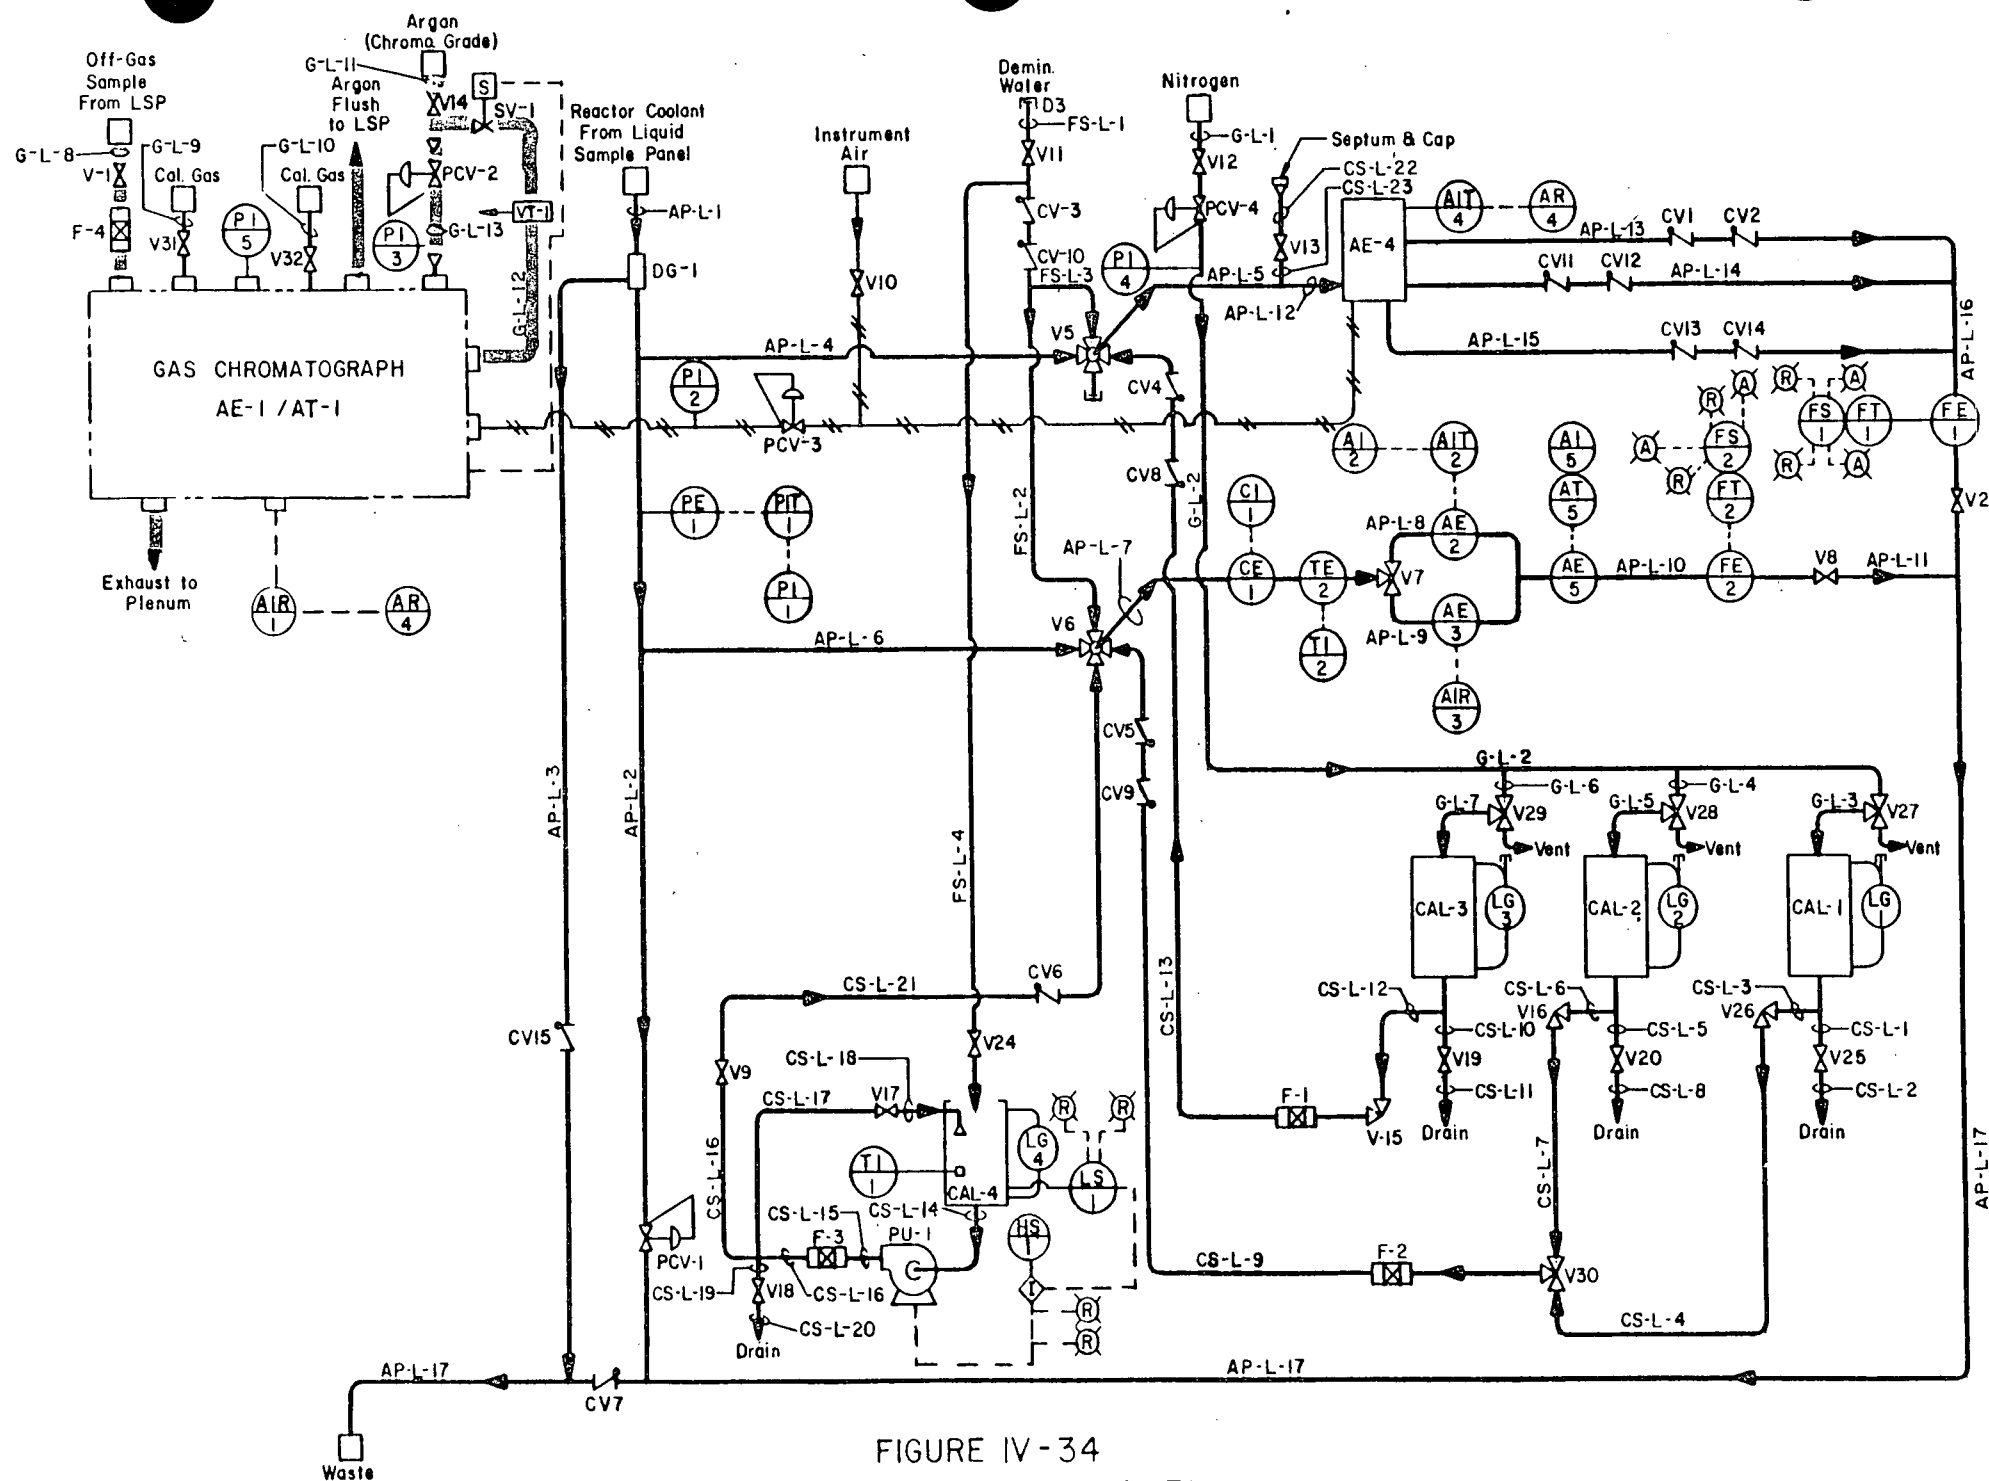 Argan
(Chroma Grade)
Off-Gas
Sample
From LSP
G-L-11
Argon
Flush
to LSP
V14
S
SV-1
Reactor Coolant
From Liquid
Sample Panel
Instrument
Air
Demin.
Water
D3
FS-L-1
V11
Nitrogen
G-L-1
V12
Septum & Cap
CS-L-22
CS-L-23
G-L-8
V-1
G-L-9
Cal. Gas
G-L-10
Cal. Gas
PCV-2
F-4
V31
PI
5
V32
PI
3
G-L-13
VT-1
AP-L-1
DG-1
V10
CV-3
CV-10
FS-L-3
PCV-4
PI
4
V13
AP-L-5
AP-L-12
AE-4
AIT
4
AR
4
AP-L-13
CV1
CV2
CV11
CV12
AP-L-14
AP-L-15
CV13
CV14
AP-L-16
G-L-12
GAS CHROMATOGRAPH
AE-1 / AT-1
AP-L-4
V5
PI
2
PCV-3
CV4
CV8
G-L-2
R
A
R
A
R
A
FS
1
FT
1
FE
1
R
A
A
R
FS
2
FT
2
V2
AI
2
AIT
2
AI
5
AT
5
PE
1
PIT
1
PI
1
FS-L-2
AP-L-7
CI
1
CE
1
TE
2
TI
2
V7
AP-L-8
AE
2
AP-L-9
AE
3
AIR
3
AE
5
AP-L-10
FE
2
V8
AP-L-11
Exhaust to
Plenum
AIR
1
AR
4
AP-L-6
V6
CV5
CV9
AP-L-3
AP-L-2
FS-L-4
G-L-2
G-L-6
G-L-4
G-L-7
V29
G-L-5
V28
G-L-3
V27
Vent
Vent
Vent
CAL-3
LG
3
CAL-2
LG
2
CAL-1
LG
1
CS-L-13
CS-L-21
CV6
CS-L-12
CS-L-6
CS-L-3
V16
V26
CS-L-10
CS-L-5
CS-L-1
CV15
V24
V9
CS-L-18
CS-L-17
V17
V19
V20
V25
CS-L-11
CS-L-8
CS-L-2
F-1
V-15
Drain
Drain
Drain
R
R
LG
4
LS
1
TI
1
CAL-4
CS-L-14
CS-L-16
CS-L-7
AP-L-17
CS-L-15
PU-1
HS
1
F-3
C
PCV-1
CS-L-19
V18
CS-L-16
CS-L-20
Drain
I
R
R
CS-L-9
F-2
V30
CS-L-4
AP-L-17
CV7
AP-L-17
Waste
FIGURE IV-34